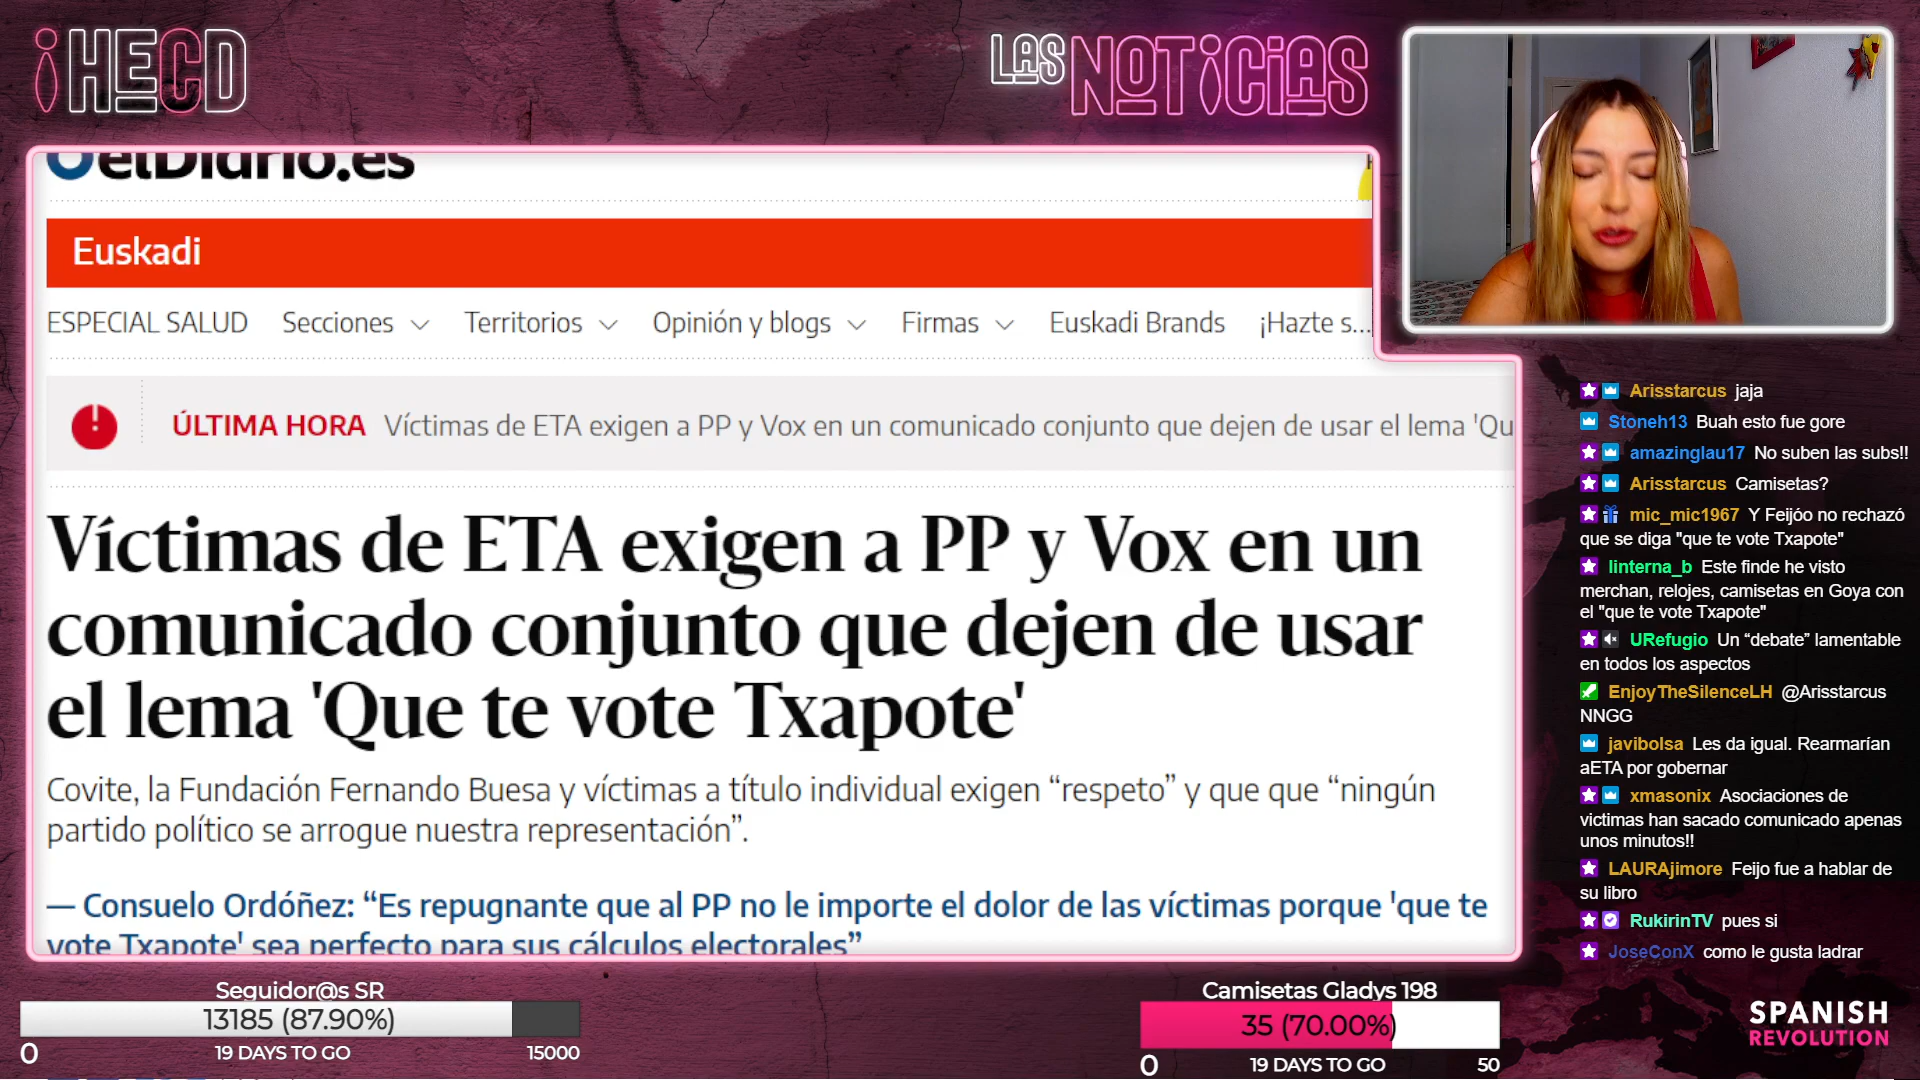 ¡HECD
LAS NOTICIAS
elDiario.es
Euskadi
ESPECIAL SALUD Secciones Territorios Opinión y blogs Firmas Euskadi Brands ¡Hazte s...
ÚLTIMA HORA Víctimas de ETA exigen a PP y Vox en un comunicado conjunto que dejen de usar el lema 'Qu
Víctimas de ETA exigen a PP y Vox en un
comunicado conjunto que dejen de usar
el lema 'Que te vote Txapote'
Covite, la Fundación Fernando Buesa y víctimas a título individual exigen “respeto” y que que “ningún
partido político se arrogue nuestra representación”.
— Consuelo Ordóñez: “Es repugnante que al PP no le importe el dolor de las víctimas porque 'que te
vote Txapote' sea perfecto para sus cálculos electorales”
Arisstarcus jaja
Stoneh13 Buah esto fue gore
amazinglau17 No suben las subs!!
Arisstarcus Camisetas?
mic_mic1967 Y Feijóo no rechazó
que se diga "que te vote Txapote"
linterna_b Este finde he visto
merchan, relojes, camisetas en Goya con
el "que te vote Txapote"
URefugio Un “debate” lamentable
en todos los aspectos
EnjoyTheSilenceLH @Arisstarcus
NNGG
javibolsa Les da igual. Rearmarían
aETA por gobernar
xmasonix Asociaciones de
victimas han sacado comunicado apenas
unos minutos!!
LAURAjimore Feijo fue a hablar de
su libro
RukirinTV pues si
JoseConX como le gusta ladrar
Seguidor@s SR
13185 (87.90%)
0 19 DAYS TO GO 15000
Camisetas Gladys 198
35 (70.00%)
0 19 DAYS TO GO 50
SPANISH
REVOLUTION